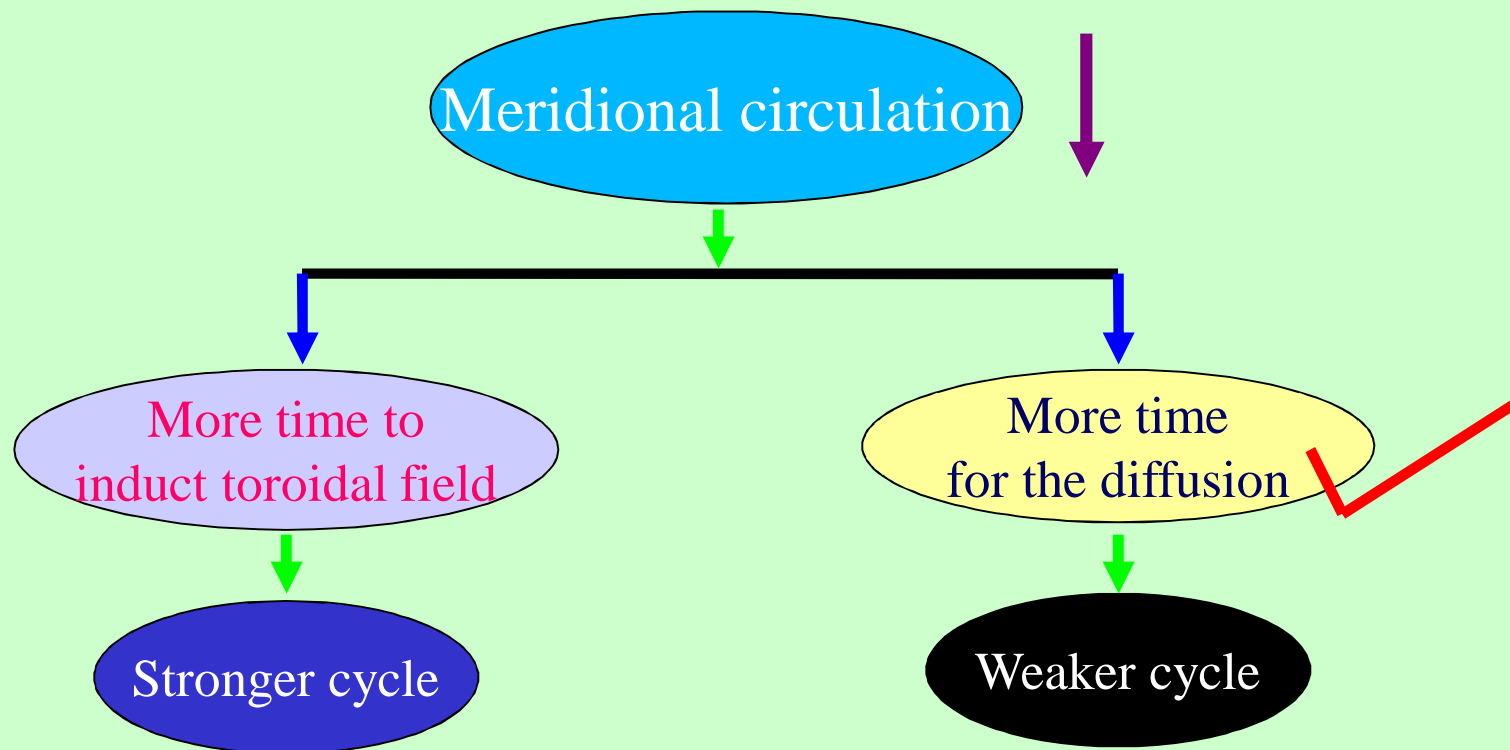 Meridional circulation
More time to
induct toroidal field
More time
for the diffusion
Stronger cycle
Weaker cycle